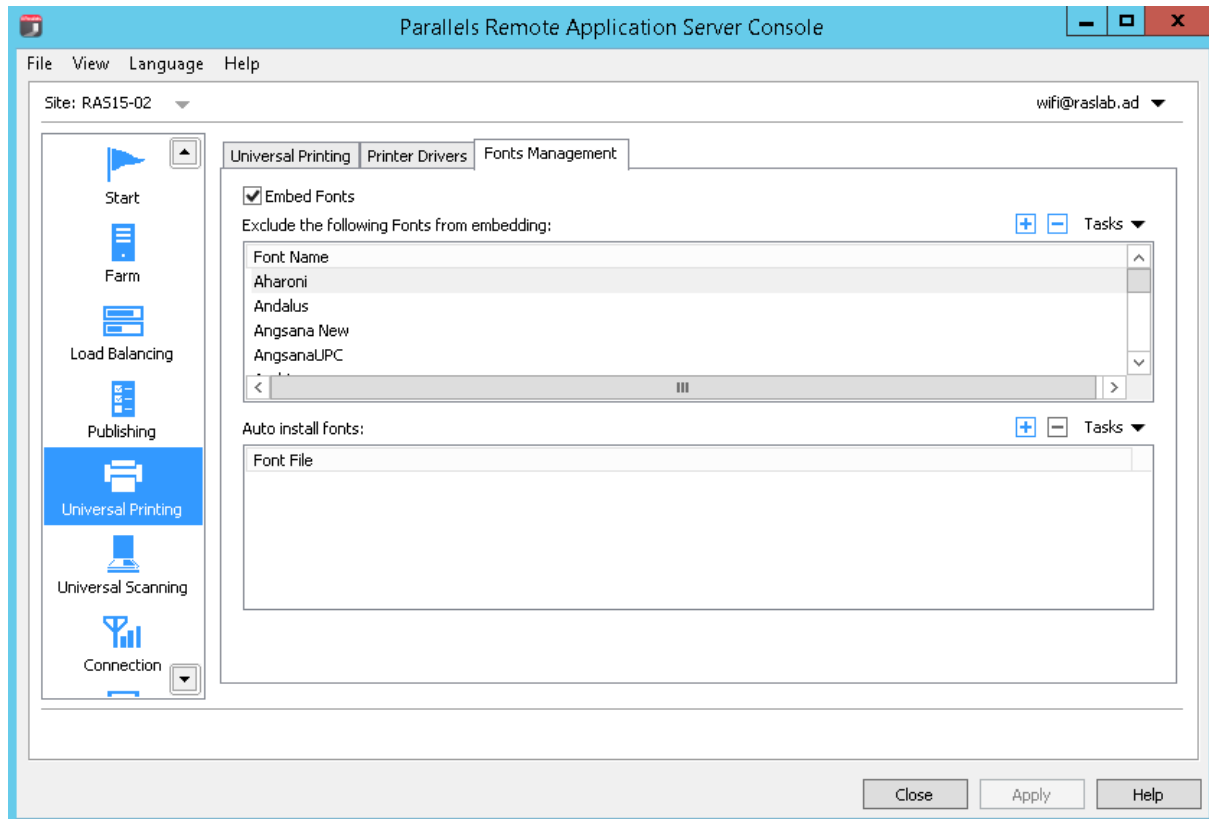 Parallels Remote Application Server Console
File View Language Help
Site: RAS15-02
wifi@raslab.ad
Start
Farm
Load Balancing
Publishing
Universal Printing
Universal Scanning
Connection
Universal Printing Printer Drivers Fonts Management
Embed Fonts
Exclude the following Fonts from embedding:
Tasks
Font Name
Aharoni
Andalus
Angsana New
AngsanaUPC
Auto install fonts:
Tasks
Font File
Close Apply Help